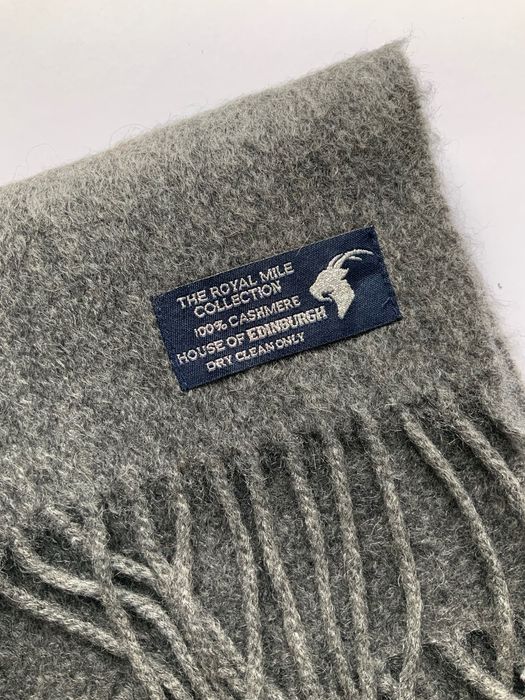 THE ROYAL MILE
COLLECTION
100% CASHMERE
HOUSE OF EDINBURGH
DRY CLEAN ONLY